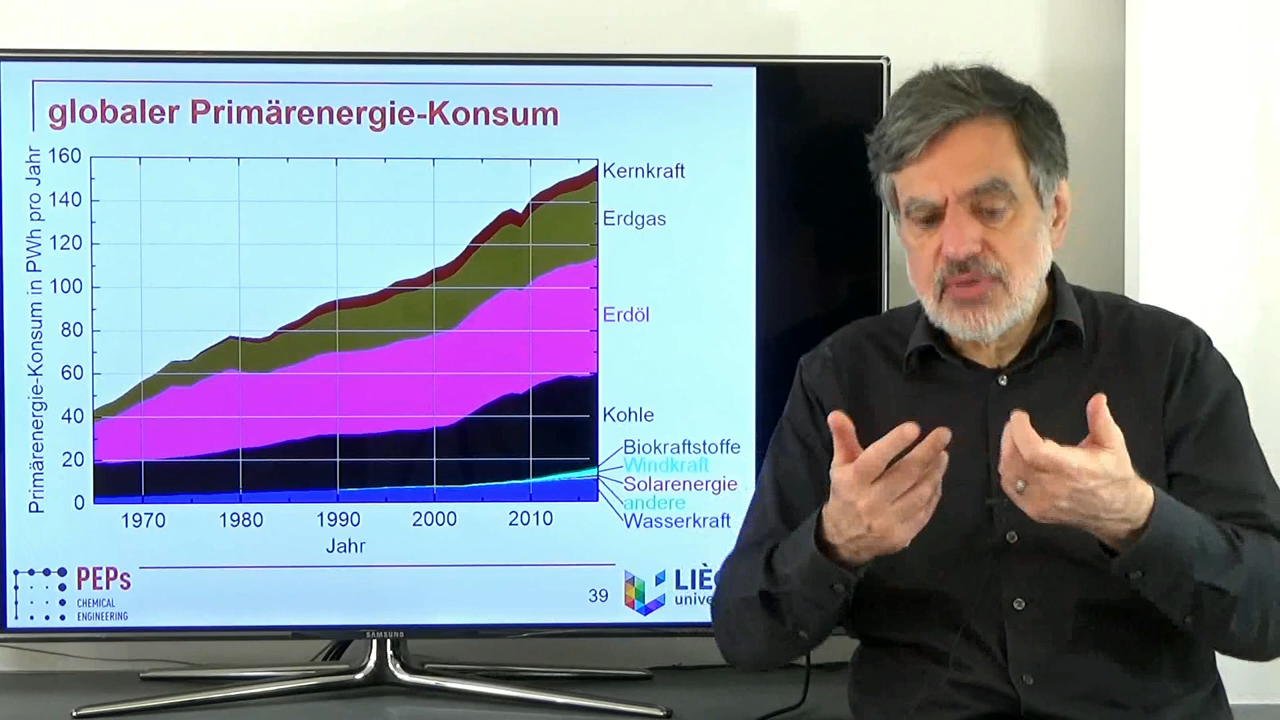 globaler Primärenergie-Konsum
Primärenergie-Konsum in PWh pro Jahr
160
140
120
100
80
60
40
20
0
1970 1980 1990 2000 2010
Jahr
Kernkraft
Erdgas
Erdöl
Kohle
Biokraftstoffe
Windkraft
Solarenergie
andere
Wasserkraft
PEPs
CHEMICAL
ENGINEERING
39
SAMSUNG